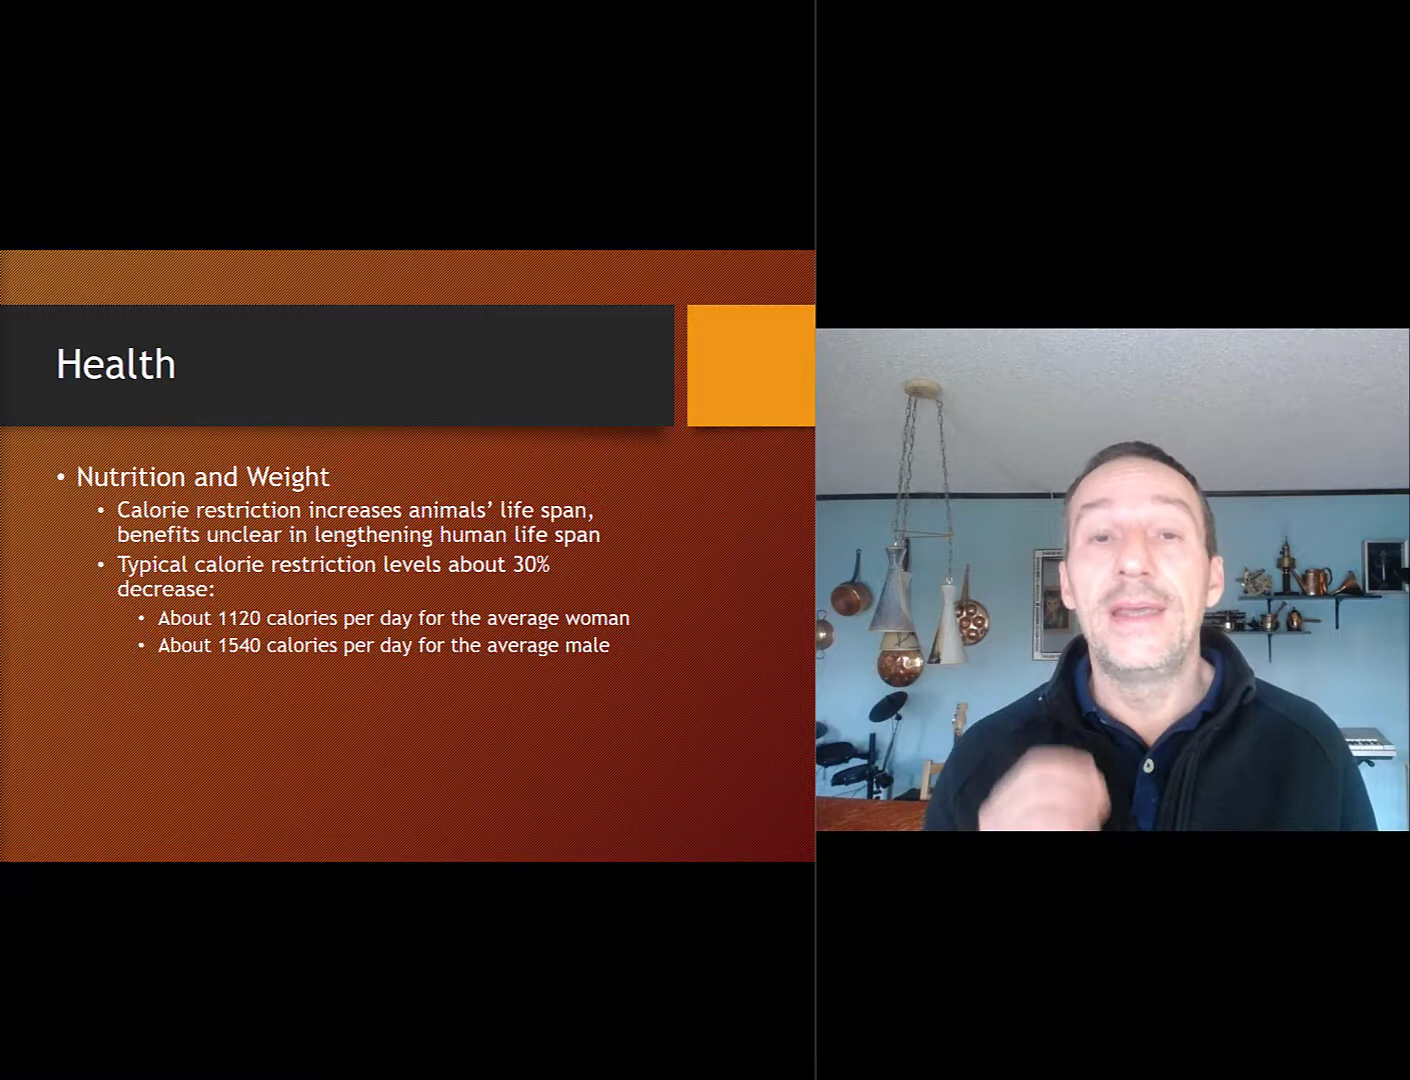 Health
• Nutrition and Weight
• Calorie restriction increases animals’ life span,
benefits unclear in lengthening human life span
• Typical calorie restriction levels about 30%
decrease:
• About 1120 calories per day for the average woman
• About 1540 calories per day for the average male